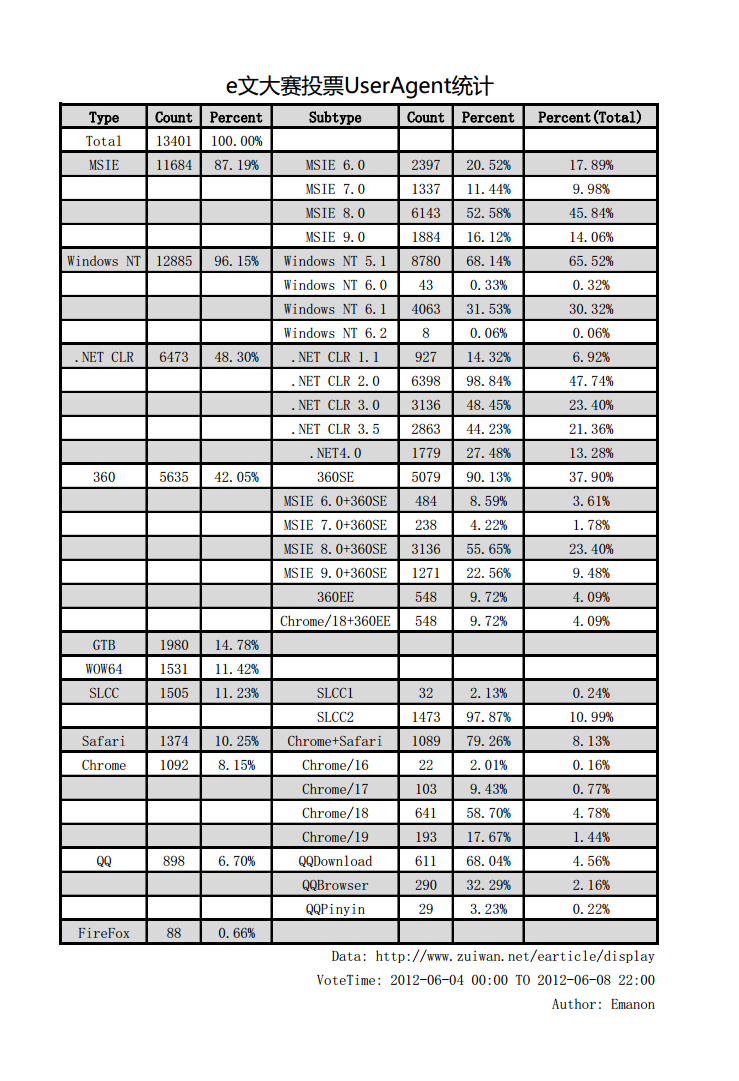 e文大赛投票UserAgent统计
Type Count Percent Subtype Count Percent Percent(Total)
Total 13401 100.00%
MSIE 11684 87.19% MSIE 6.0 2397 20.52% 17.89%
MSIE 7.0 1337 11.44% 9.98%
MSIE 8.0 6143 52.58% 45.84%
MSIE 9.0 1884 16.12% 14.06%
Windows NT 12885 96.15% Windows NT 5.1 8780 68.14% 65.52%
Windows NT 6.0 43 0.33% 0.32%
Windows NT 6.1 4063 31.53% 30.32%
Windows NT 6.2 8 0.06% 0.06%
.NET CLR 6473 48.30% .NET CLR 1.1 927 14.32% 6.92%
.NET CLR 2.0 6398 98.84% 47.74%
.NET CLR 3.0 3136 48.45% 23.40%
.NET CLR 3.5 2863 44.23% 21.36%
.NET4.0 1779 27.48% 13.28%
360 5635 42.05% 360SE 5079 90.13% 37.90%
MSIE 6.0+360SE 484 8.59% 3.61%
MSIE 7.0+360SE 238 4.22% 1.78%
MSIE 8.0+360SE 3136 55.65% 23.40%
MSIE 9.0+360SE 1271 22.56% 9.48%
360EE 548 9.72% 4.09%
Chrome/18+360EE 548 9.72% 4.09%
GTB 1980 14.78%
WOW64 1531 11.42%
SLCC 1505 11.23% SLCC1 32 2.13% 0.24%
SLCC2 1473 97.87% 10.99%
Safari 1374 10.25% Chrome+Safari 1089 79.26% 8.13%
Chrome 1092 8.15% Chrome/16 22 2.01% 0.16%
Chrome/17 103 9.43% 0.77%
Chrome/18 641 58.70% 4.78%
Chrome/19 193 17.67% 1.44%
QQ 898 6.70% QQDownload 611 68.04% 4.56%
QQBrowser 290 32.29% 2.16%
QQPinyin 29 3.23% 0.22%
FireFox 88 0.66%
Data: http://www.zuiwan.net/earticle/display
VoteTime: 2012-06-04 00:00 TO 2012-06-08 22:00
Author: Emanon